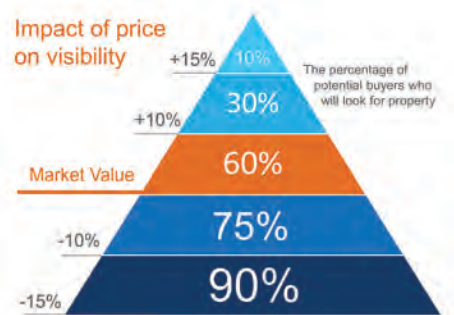 Impact of price
on visibility
+15%
10%
The percentage of
potential buyers who
will look for property
30%
+10%
60%
Market Value
75%
-10%
90%
-15%